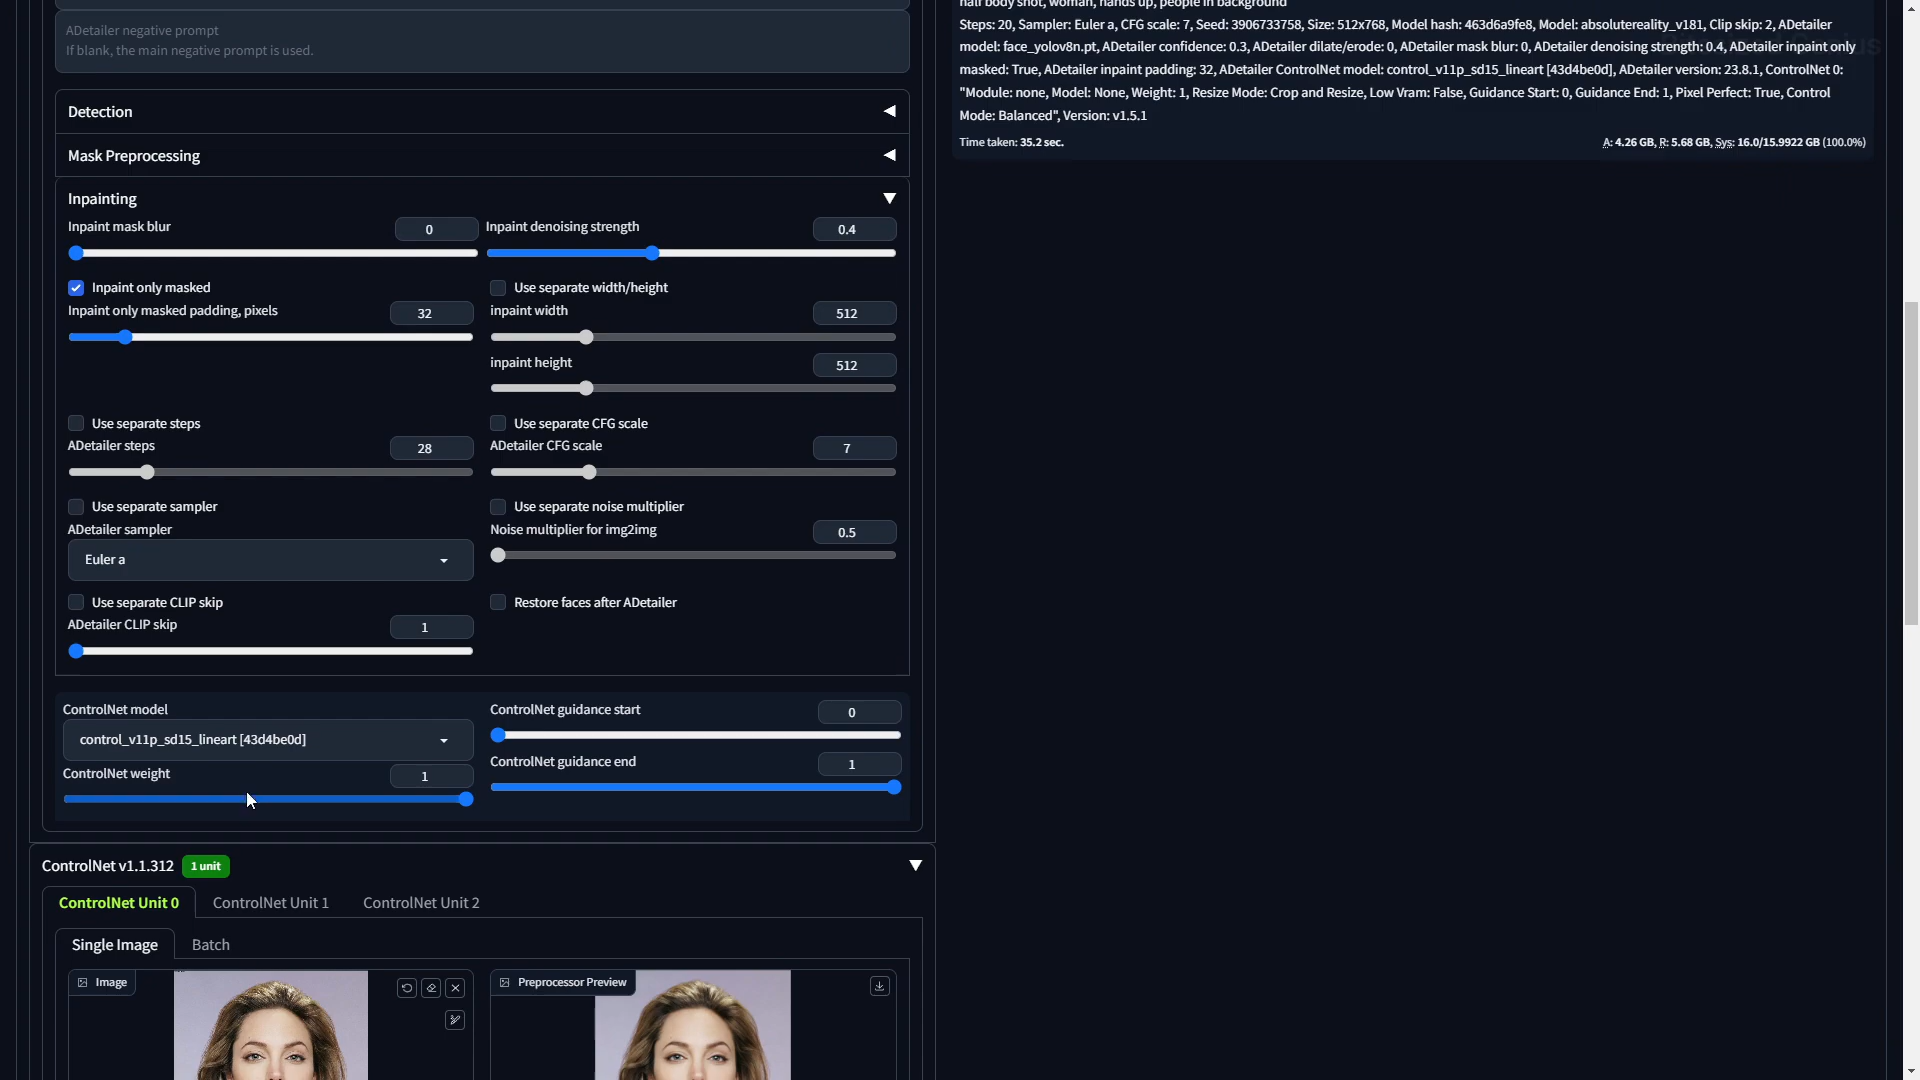 ADetailer negative prompt
If blank, the main negative prompt is used.
Detection
Mask Preprocessing
Inpainting
Inpaint mask blur
0
Inpaint denoising strength
0.4
Inpaint only masked
Use separate width/height
Inpaint only masked padding, pixels
32
inpaint width
512
inpaint height
512
Use separate steps
Use separate CFG scale
ADetailer steps
28
ADetailer CFG scale
7
Use separate sampler
Use separate noise multiplier
ADetailer sampler
Noise multiplier for img2img
0.5
Euler a
Use separate CLIP skip
Restore faces after ADetailer
ADetailer CLIP skip
1
ControlNet model
ControlNet guidance start
0
control_v11p_sd15_lineart [43d4be0d]
ControlNet guidance end
1
ControlNet weight
1
ControlNet v1.1.312
1 unit
ControlNet Unit 0
ControlNet Unit 1
ControlNet Unit 2
Single Image
Batch
Image
Preprocessor Preview
half body shot, woman, hands up, people in background
Steps: 20, Sampler: Euler a, CFG scale: 7, Seed: 3906733758, Size: 512x768, Model hash: 463d6a9fe8, Model: absolutereality_v181, Clip skip: 2, ADetailer
model: face_yolov8n.pt, ADetailer confidence: 0.3, ADetailer dilate/erode: 0, ADetailer mask blur: 0, ADetailer denoising strength: 0.4, ADetailer inpaint only
masked: True, ADetailer inpaint padding: 32, ADetailer ControlNet model: control_v11p_sd15_lineart [43d4be0d], ADetailer version: 23.8.1, ControlNet 0:
"Module: none, Model: None, Weight: 1, Resize Mode: Crop and Resize, Low Vram: False, Guidance Start: 0, Guidance End: 1, Pixel Perfect: True, Control
Mode: Balanced", Version: v1.5.1
Time taken: 35.2 sec.
A: 4.26 GB, R: 5.68 GB, Sys: 16.0/15.9922 GB (100.0%)